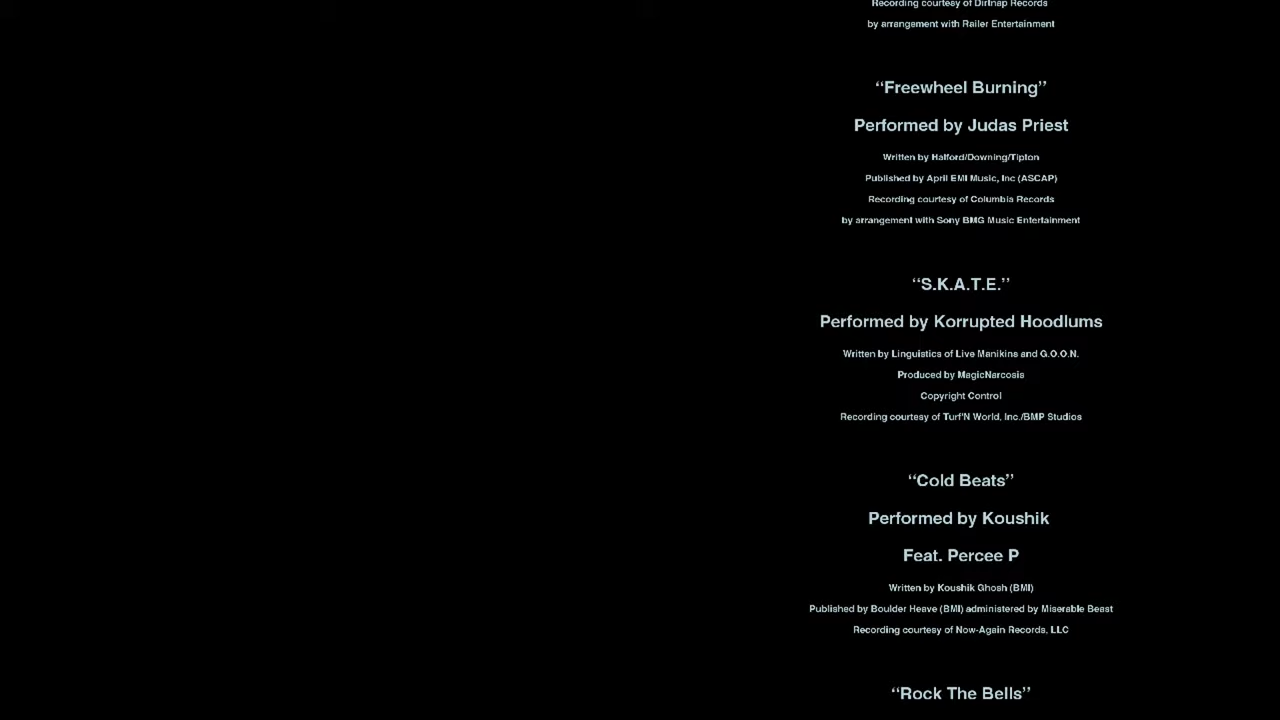 Recording courtesy of Dirtnap Records
by arrangement with Railer Entertainment
“Freewheel Burning”
Performed by Judas Priest
Written by Halford/Downing/Tipton
Published by April EMI Music, Inc (ASCAP)
Recording courtesy of Columbia Records
by arrangement with Sony BMG Music Entertainment
“S.K.A.T.E.”
Performed by Korrupted Hoodlums
Written by Linguistics of Live Manikins and G.O.O.N.
Produced by MagicNarcosis
Copyright Control
Recording courtesy of Turf'N World, Inc./BMP Studios
“Cold Beats”
Performed by Koushik
Feat. Percee P
Written by Koushik Ghosh (BMI)
Published by Boulder Heave (BMI) administered by Miserable Beast
Recording courtesy of Now-Again Records, LLC
“Rock The Bells”